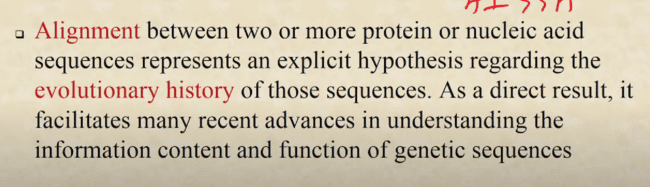 Alignment between two or more protein or nucleic acid
sequences represents an explicit hypothesis regarding the
evolutionary history of those sequences. As a direct result, it
facilitates many recent advances in understanding the
information content and function of genetic sequences